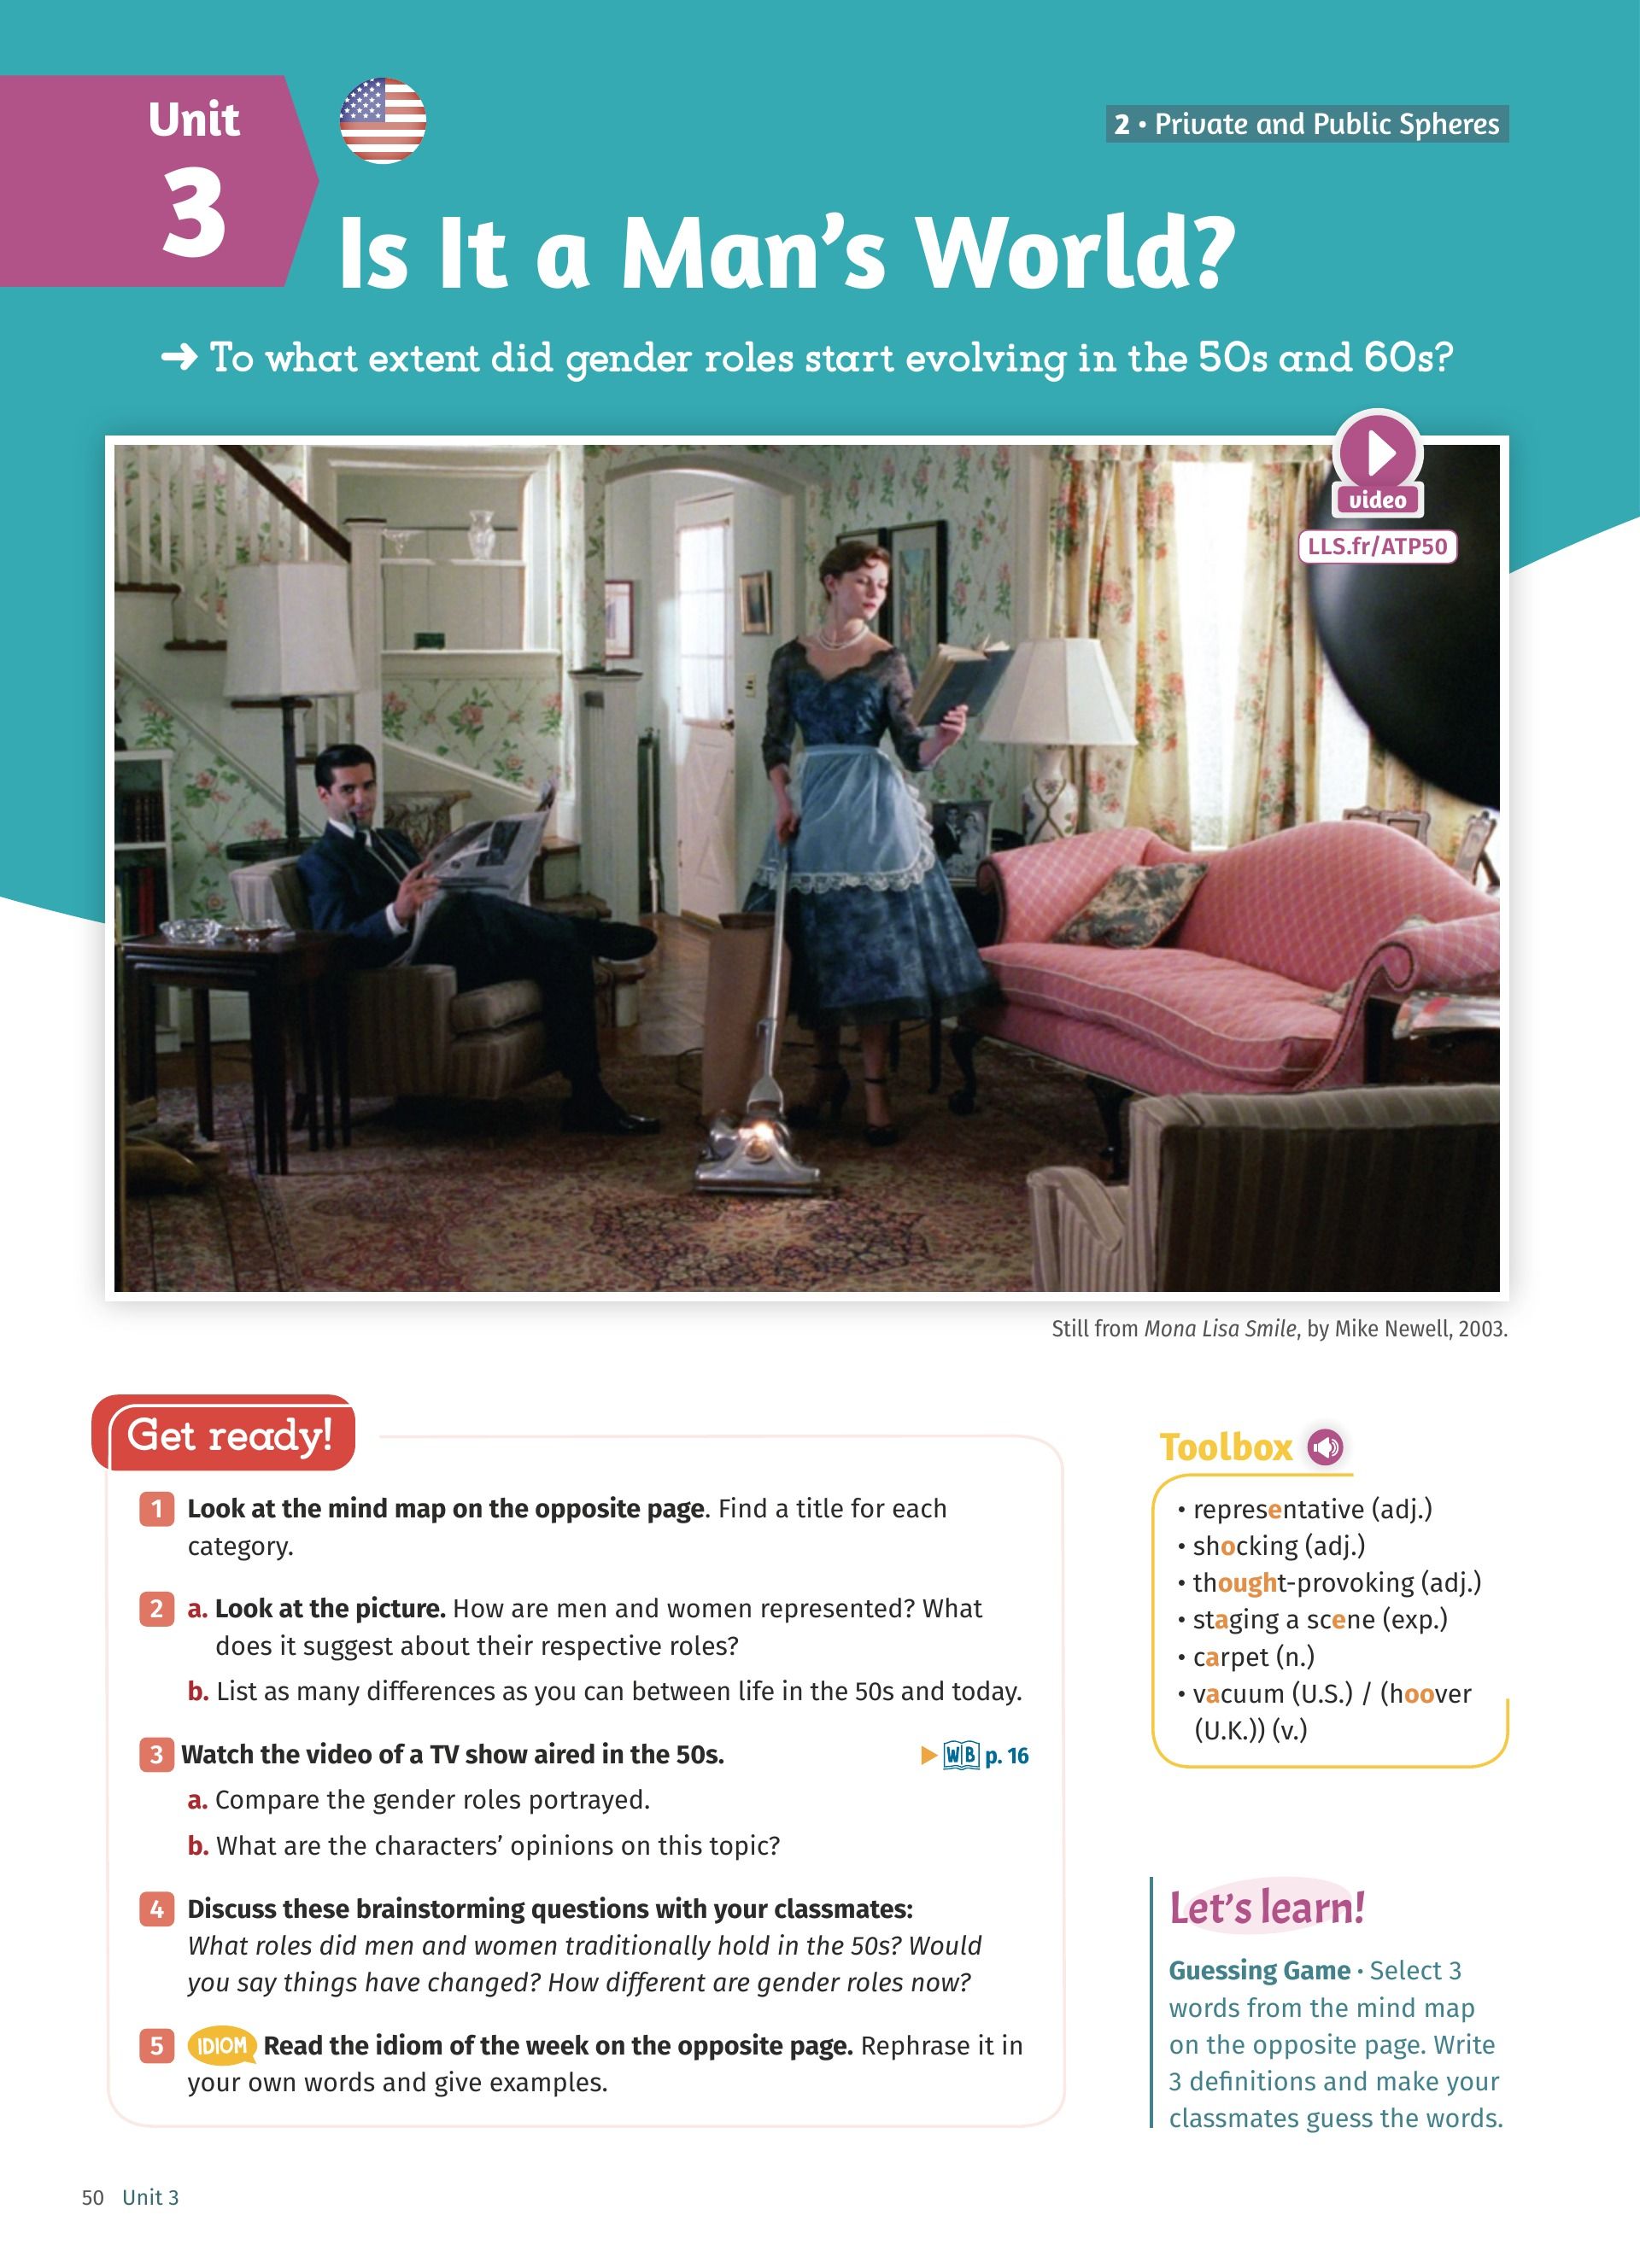 Unit
3
2 • Private and Public Spheres
Is It a Man's World?
➜ To what extent did gender roles start evolving in the 50s and 60s?
video
LLS.fr/ATP50
Still from Mona Lisa Smile, by Mike Newell, 2003.
Get ready!
1 Look at the mind map on the opposite page. Find a title for each
category.
2 a. Look at the picture. How are men and women represented? What
does it suggest about their respective roles?
b. List as many differences as you can between life in the 50s and today.
3 Watch the video of a TV show aired in the 50s. ▶ WB p. 16
a. Compare the gender roles portrayed.
b. What are the characters' opinions on this topic?
4 Discuss these brainstorming questions with your classmates:
What roles did men and women traditionally hold in the 50s? Would
you say things have changed? How different are gender roles now?
5 IDIOM Read the idiom of the week on the opposite page. Rephrase it in
your own words and give examples.
Toolbox
• representative (adj.)
• shocking (adj.)
• thought-provoking (adj.)
• staging a scene (exp.)
• carpet (n.)
• vacuum (U.S.) / (hoover
(U.K.)) (v.)
Let's learn!
Guessing Game • Select 3
words from the mind map
on the opposite page. Write
3 definitions and make your
classmates guess the words.
50 Unit 3